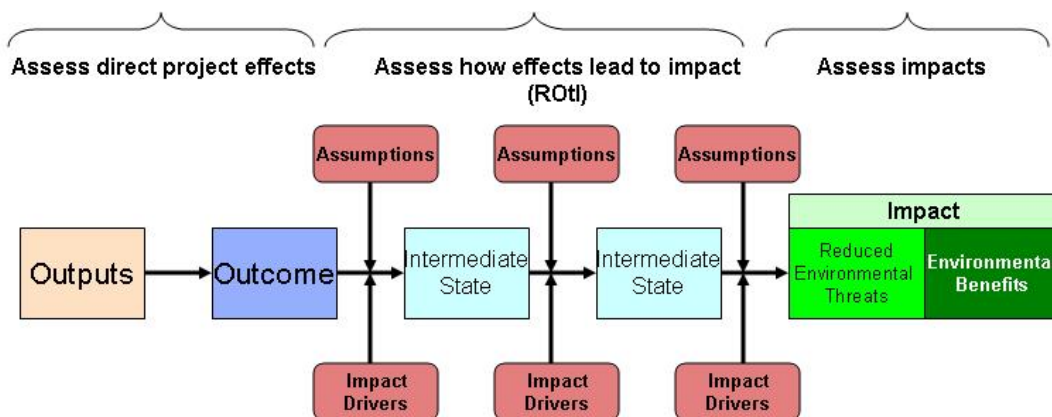 Assess direct project effects
Assess how effects lead to impact
(ROtI)
Assess impacts
Assumptions
Assumptions
Assumptions
Outputs
Outcome
Intermediate
State
Intermediate
State
Impact
Reduced
Environmental
Threats
Environmenta
Benefits
Impact
Drivers
Impact
Drivers
Impact
Drivers